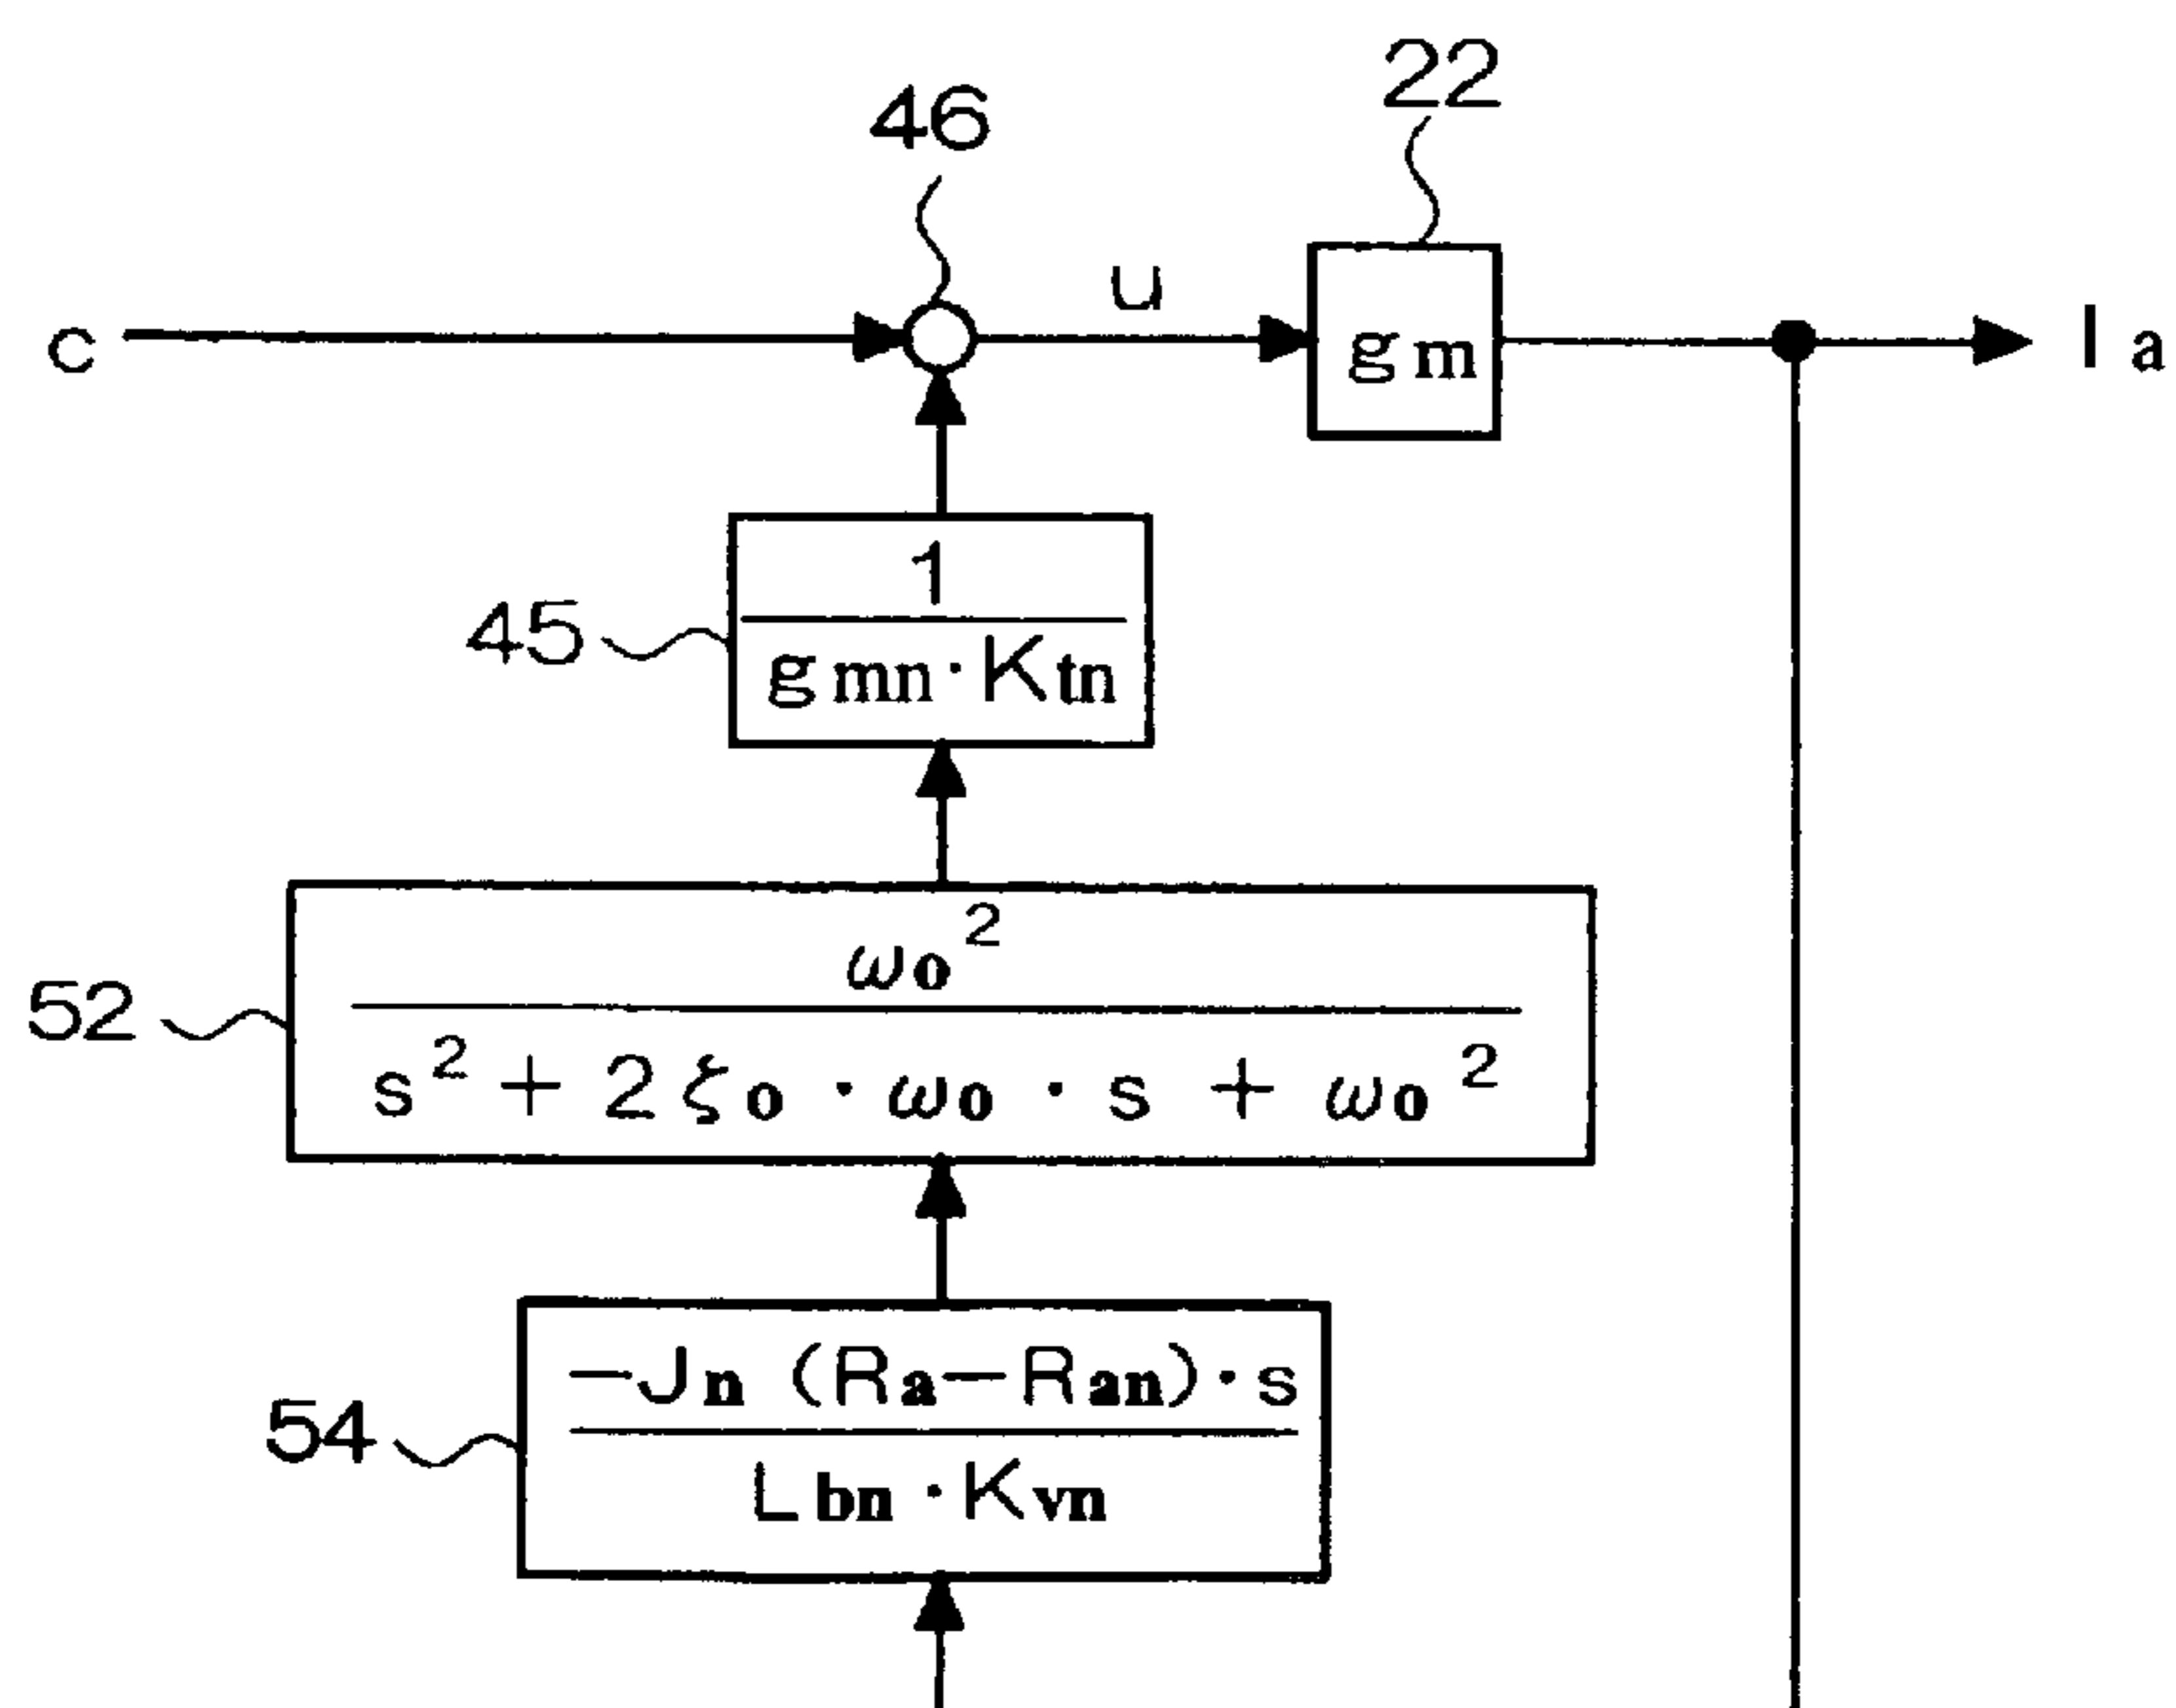 22
46
u
c
gm
Ia
1
45
gmn·Ktn
ωo²
52
s² + 2ζo · ωo · s + ωo²
-Jn (Ra-Ran)·s
54
Lbn·Kvn